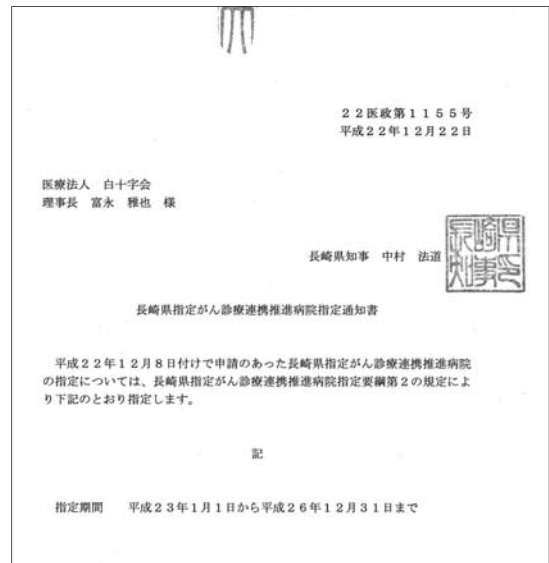 22医政第1155号
平成22年12月22日
医療法人 白十字会
理事長 富永 雅也 様
長崎県知事 中村 法道
長崎県知事印
長崎県指定がん診療連携推進病院指定通知書
平成22年12月8日付けで申請のあった長崎県指定がん診療連携推進病院
の指定については、長崎県指定がん診療連携推進病院指定要綱第2の規定によ
り下記のとおり指定します。
記
指定期間 平成23年1月1日から平成26年12月31日まで